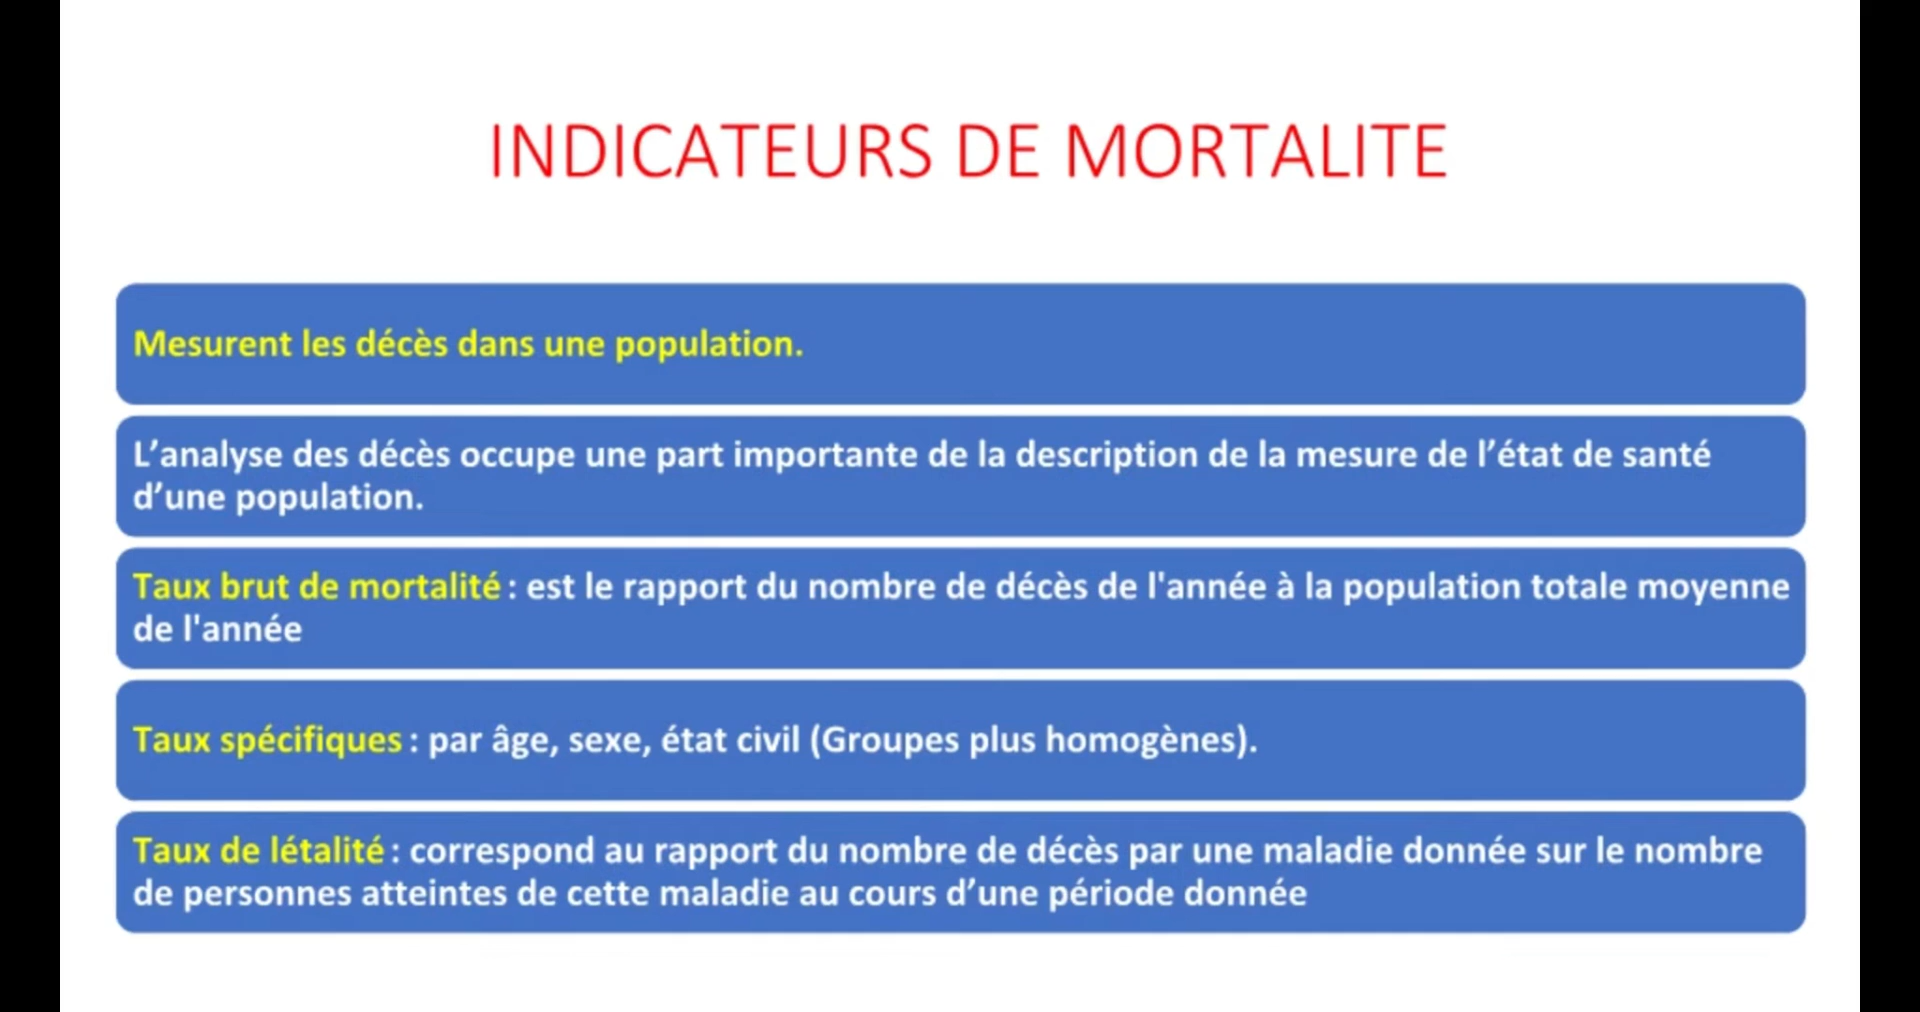 INDICATEURS DE MORTALITE
Mesurent les décès dans une population.
L’analyse des décès occupe une part importante de la description de la mesure de l’état de santé
d’une population.
Taux brut de mortalité : est le rapport du nombre de décès de l'année à la population totale moyenne
de l'année
Taux spécifiques : par âge, sexe, état civil (Groupes plus homogènes).
Taux de létalité : correspond au rapport du nombre de décès par une maladie donnée sur le nombre
de personnes atteintes de cette maladie au cours d’une période donnée